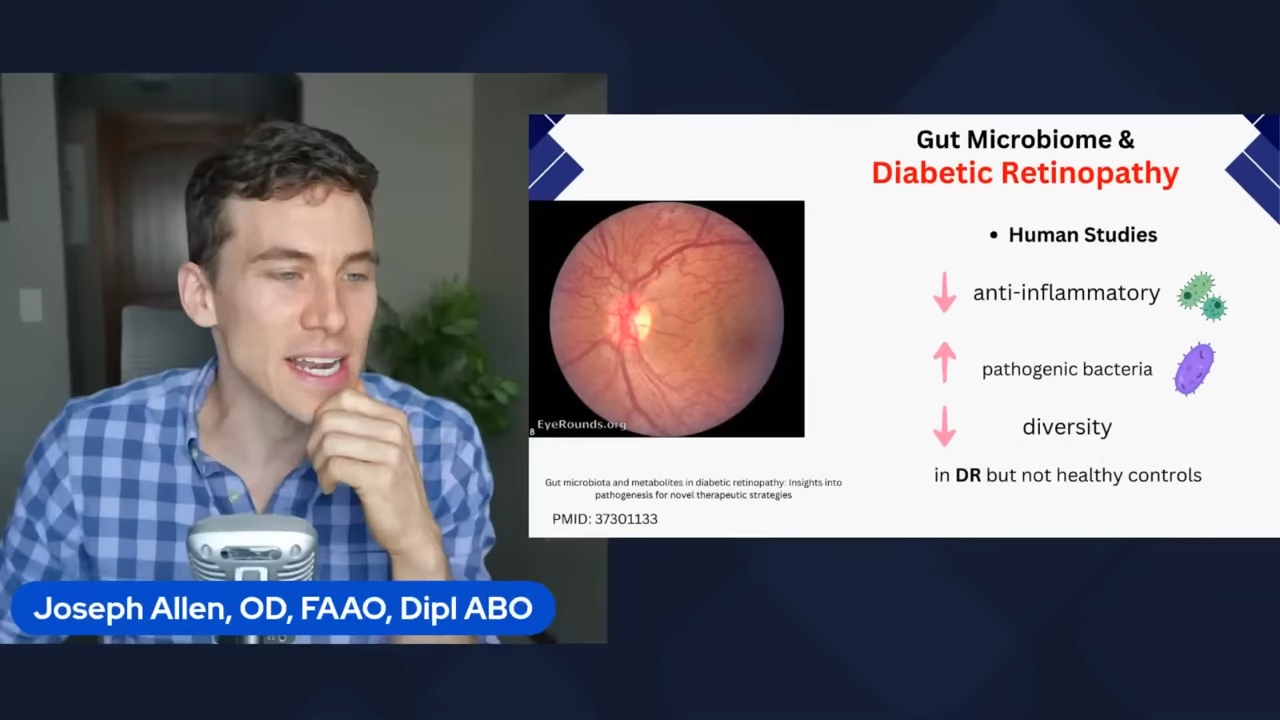 Gut Microbiome &
Diabetic Retinopathy
• Human Studies
anti-inflammatory
pathogenic bacteria
diversity
in DR but not healthy controls
EyeRounds.org
8
Gut microbiota and metabolites in diabetic retinopathy: Insights into
pathogenesis for novel therapeutic strategies
PMID: 37301133
Joseph Allen, OD, FAAO, Dipl ABO